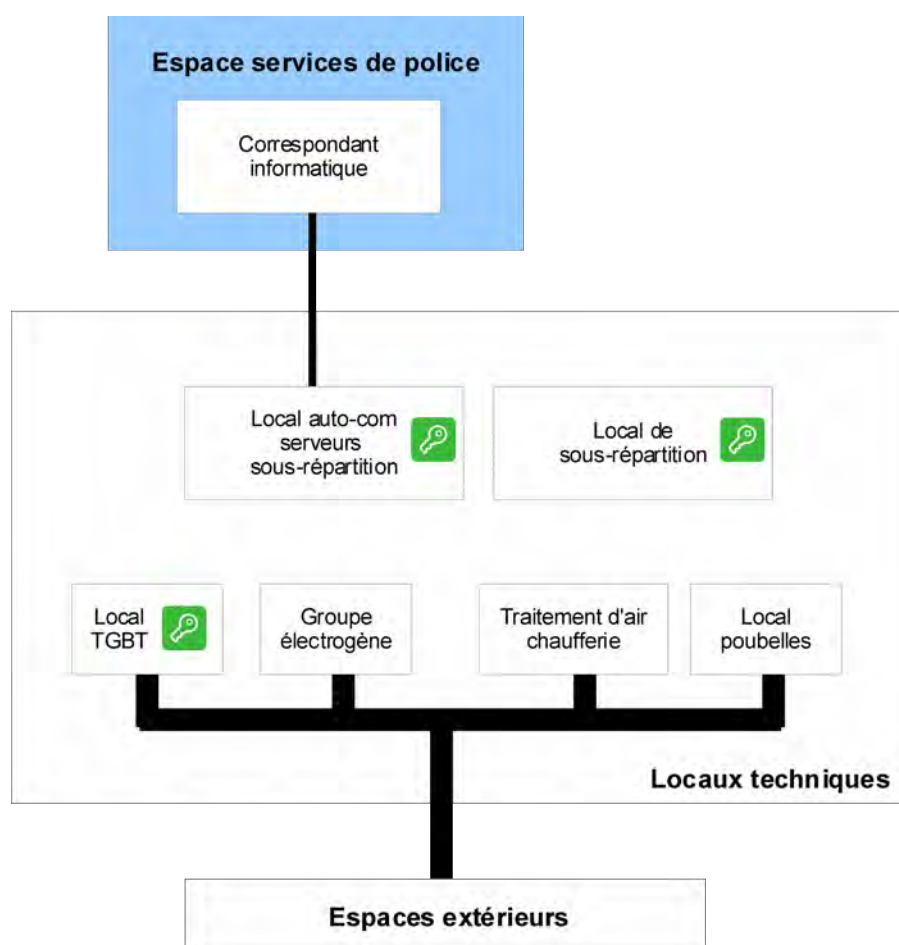 Espace services de police
Correspondant
informatique
Local auto-com
serveurs
sous-répartition
Local de
sous-répartition
Local
TGBT
Groupe
électrogène
Traitement d'air
chaufferie
Local
poubelles
Locaux techniques
Espaces extérieurs